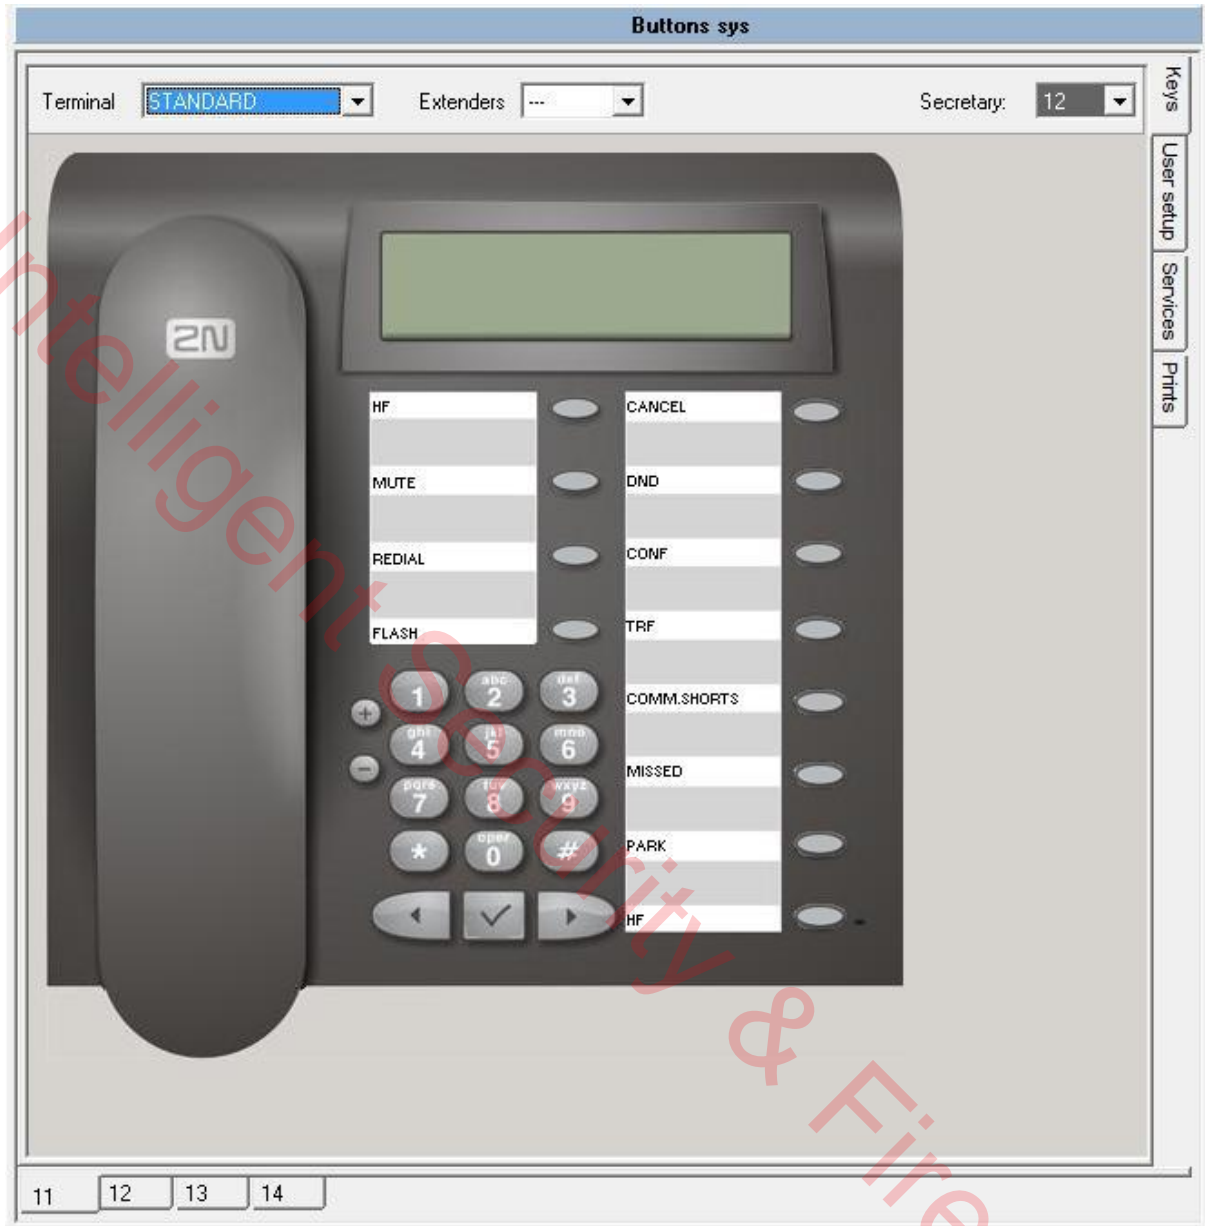 Buttons sys
Terminal STANDARD Extenders --- Secretary: 12
Keys
User setup
Services
Prints
2N
HF CANCEL
MUTE DND
REDIAL CONF
FLASH TRF
COMM.SHORTS
MISSED
PARK
HF
1 abc 2 def 3
+
ghi 4 jkl 5 mno 6
−
pqrs 7 tuv 8 wxyz 9
* oper 0 #
11 12 13 14
Intelligent Security & Fire